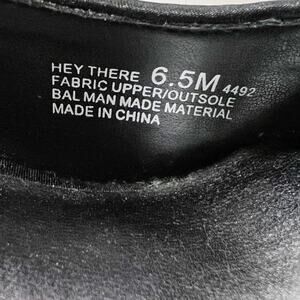 HEY THERE 6.5M 4492
FABRIC UPPER/OUTSOLE
BAL MAN MADE MATERIAL
MADE IN CHINA